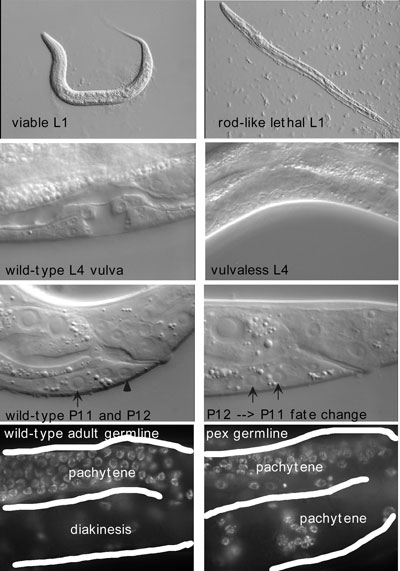 viable L1
rod-like lethal L1
wild-type L4 vulva
vulvaless L4
wild-type P11 and P12
P12 --> P11 fate change
wild-type adult germline
pachytene
diakinesis
pex germline
pachytene
pachytene